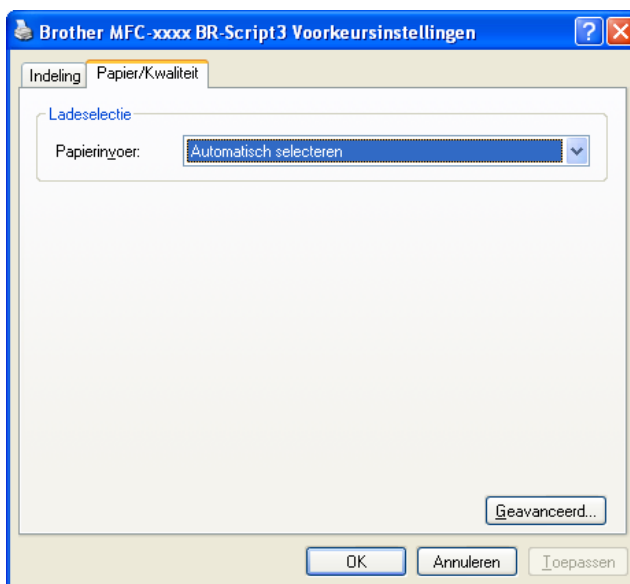 Brother MFC-xxxx BR-Script3 Voorkeursinstellingen
Indeling Papier/Kwaliteit
Ladeselectie
Papierinvoer: Automatisch selecteren
Geavanceerd...
OK Annuleren Toepassen